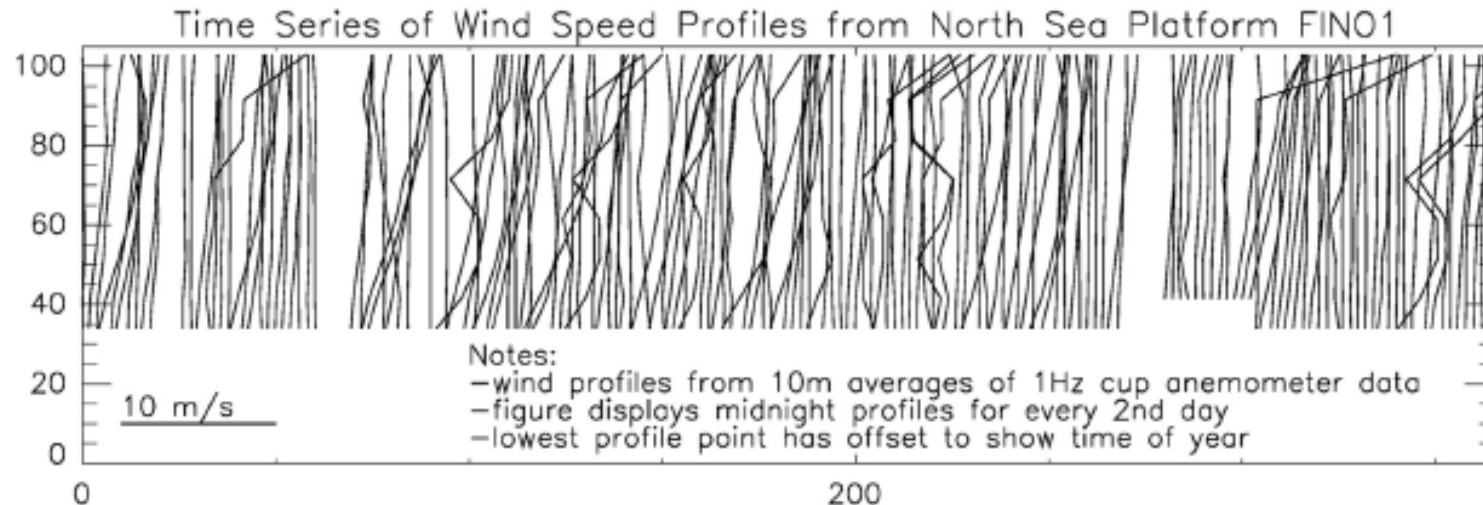 Time Series of Wind Speed Profiles from North Sea Platform FINO1
100
80
60
40
20
0
10 m/s
Notes:
-wind profiles from 10m averages of 1Hz cup anemometer data
-figure displays midnight profiles for every 2nd day
-lowest profile point has offset to show time of year
0 200